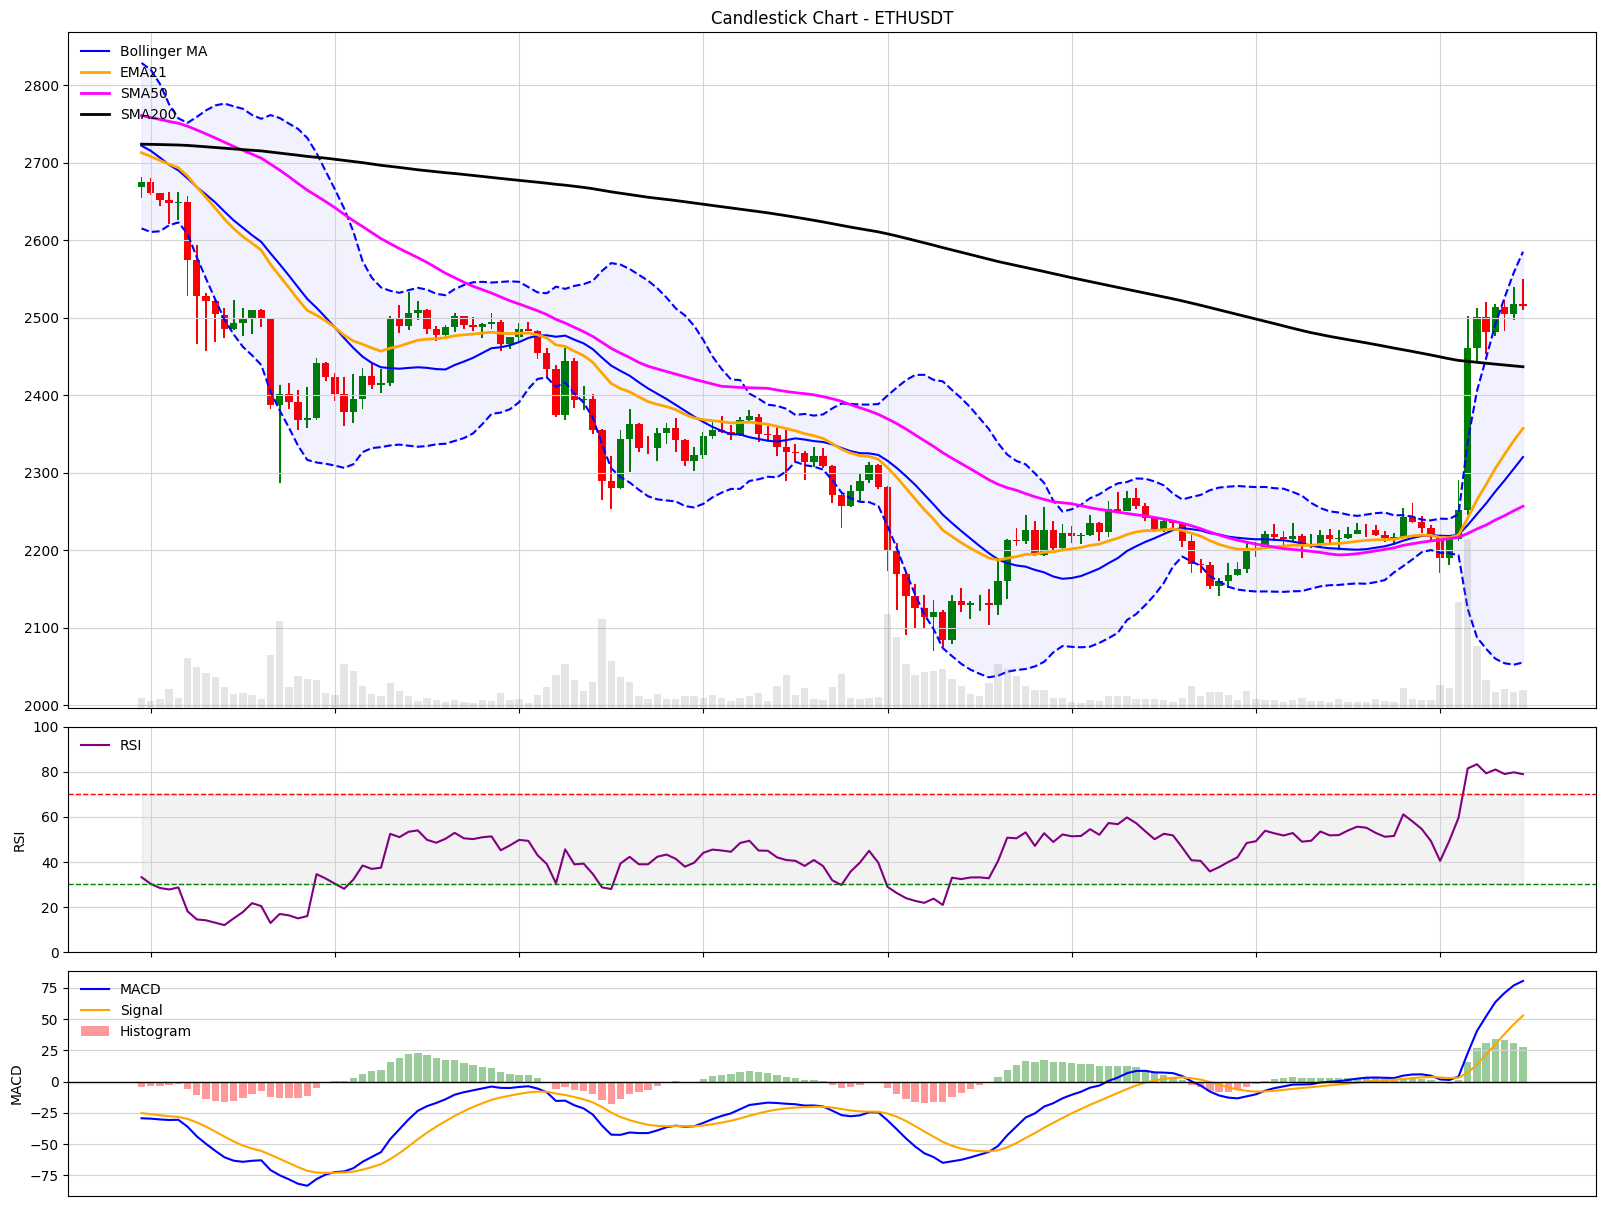 Candlestick Chart - ETHUSDT
Bollinger MA
EMA21
SMA50
SMA200
2800
2700
2600
2500
2400
2300
2200
2100
2000
RSI
100
80
60
40
20
0
RSI
MACD
Signal
Histogram
75
50
25
0
−25
−50
−75
MACD